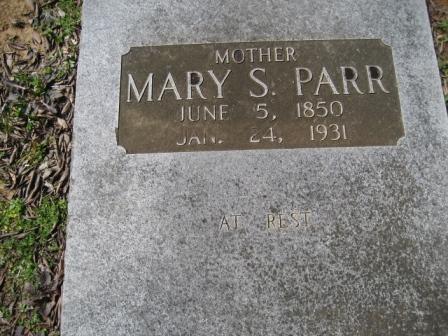 MOTHER
MARY S. PARR
JUNE 5, 1850
JAN. 24, 1931
AT REST